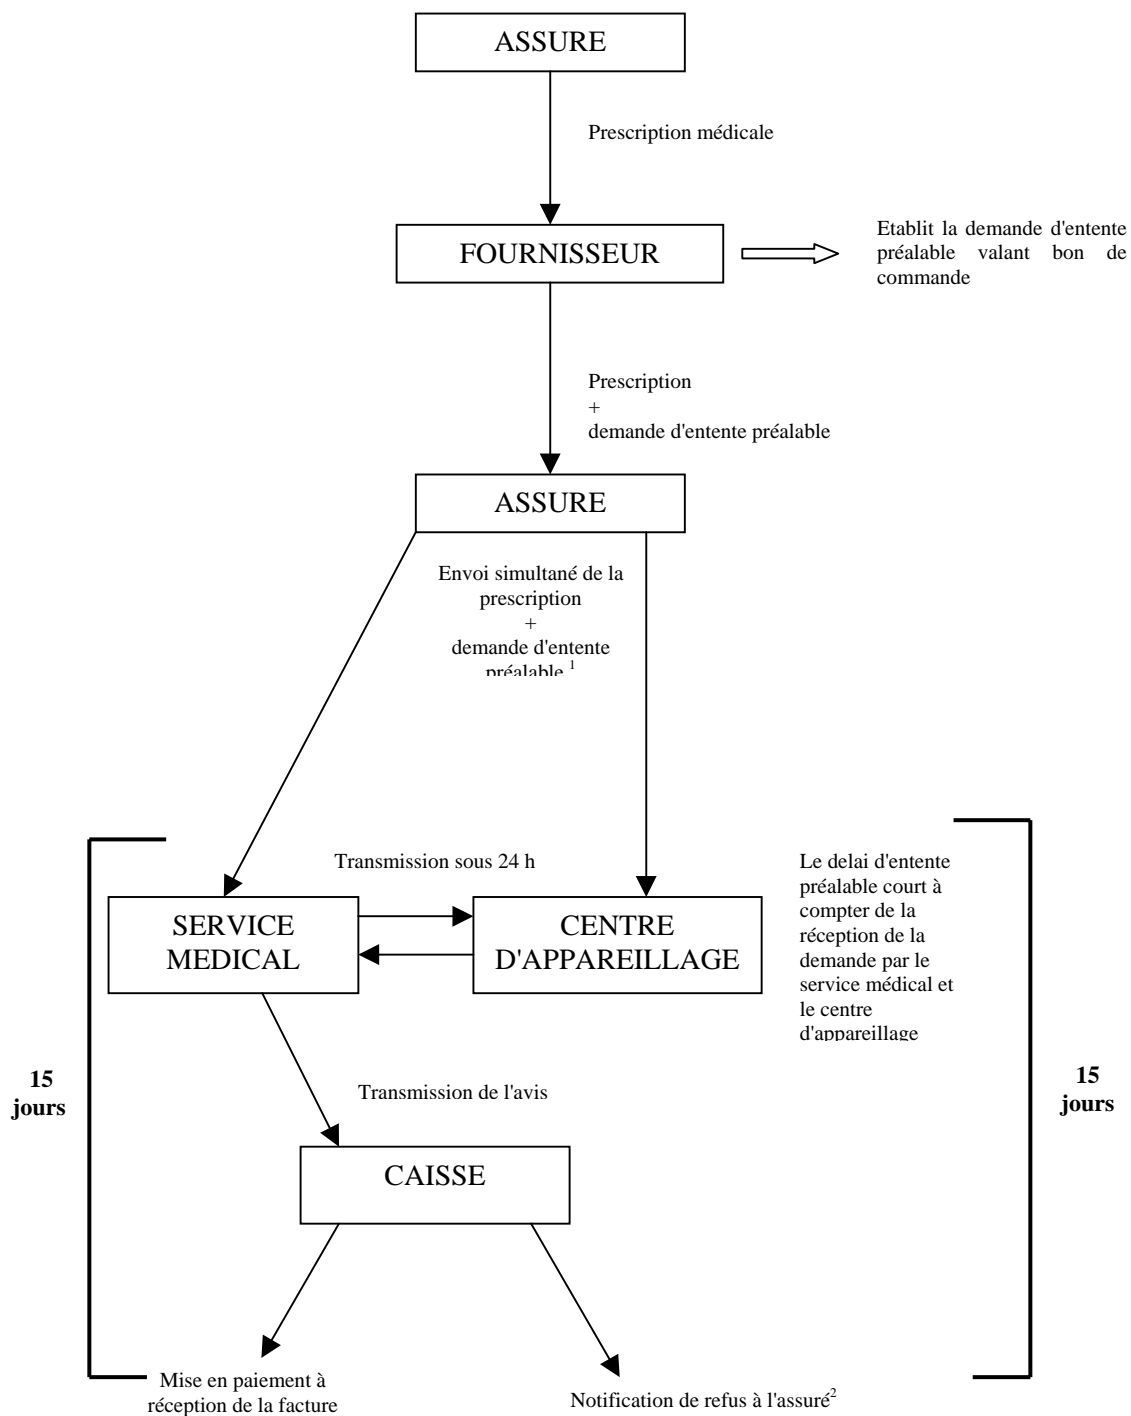 ASSURE
Prescription médicale
FOURNISSEUR
Etablit la demande d'entente
préalable valant bon de
commande
Prescription
+
demande d'entente préalable
ASSURE
Envoi simultané de la
prescription
+
demande d'entente
préalable 1
Transmission sous 24 h
SERVICE
MEDICAL
CENTRE
D'APPAREILLAGE
Le delai d'entente
préalable court à
compter de la
réception de la
demande par le
service médical et
le centre
d'appareillage
15
jours
15
jours
Transmission de l'avis
CAISSE
Mise en paiement à
réception de la facture
Notification de refus à l'assuré2